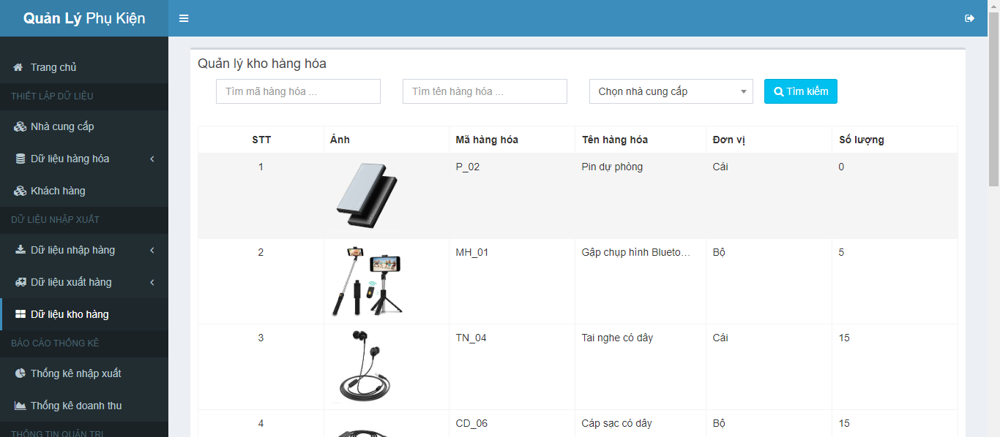 Quản Lý Phụ Kiện
Trang chủ
THIẾT LẬP DỮ LIỆU
Nhà cung cấp
Dữ liệu hàng hóa
Khách hàng
DỮ LIỆU NHẬP XUẤT
Dữ liệu nhập hàng
Dữ liệu xuất hàng
Dữ liệu kho hàng
BÁO CÁO THỐNG KÊ
Thống kê nhập xuất
Thống kê doanh thu
THÔNG TIN QUẢN TRỊ
Quản lý kho hàng hóa
Tìm mã hàng hóa ... Tìm tên hàng hóa ... Chọn nhà cung cấp Tìm kiếm
STT Ảnh Mã hàng hóa Tên hàng hóa Đơn vị Số lượng
1 P_02 Pin dự phòng Cái 0
2 MH_01 Gập chụp hình Blueto… Bộ 5
3 TN_04 Tai nghe có dây Cái 15
4 CD_06 Cáp sạc có dây Bộ 15